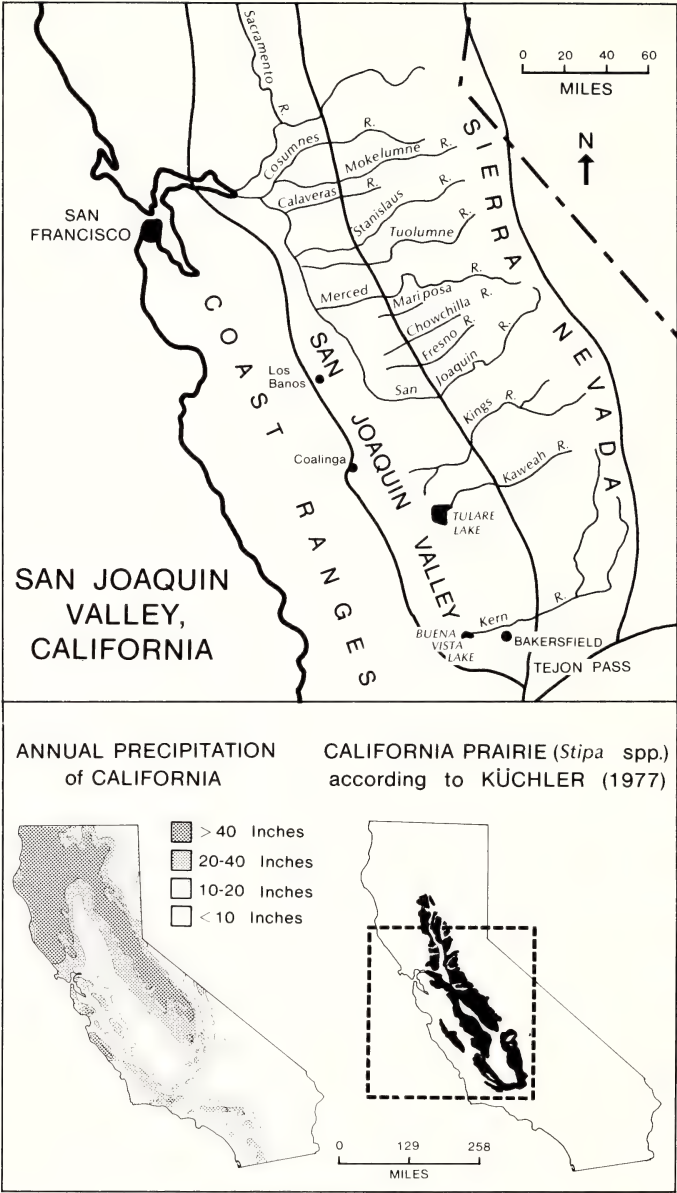 Sacramento R.
0 20 40 60
MILES
N
SIERRA NEVADA
Cosumnes R.
Mokelumne R.
Calaveras R.
Stanislaus R.
Tuolumne R.
SAN
FRANCISCO
Merced R.
Mariposa
Chowchilla R.
Fresno R.
San Joaquin R.
COAST RANGES
SAN JOAQUIN VALLEY
Los
Banos
Kings R.
Coalinga
Kaweah R.
TULARE
LAKE
SAN JOAQUIN
VALLEY,
CALIFORNIA
Kern R.
BUENA
VISTA
LAKE
BAKERSFIELD
TEJON PASS
ANNUAL PRECIPITATION
of CALIFORNIA
> 40 Inches
20-40 Inches
10-20 Inches
< 10 Inches
CALIFORNIA PRAIRIE (Stipa spp.)
according to KÜCHLER (1977)
0 129 258
MILES